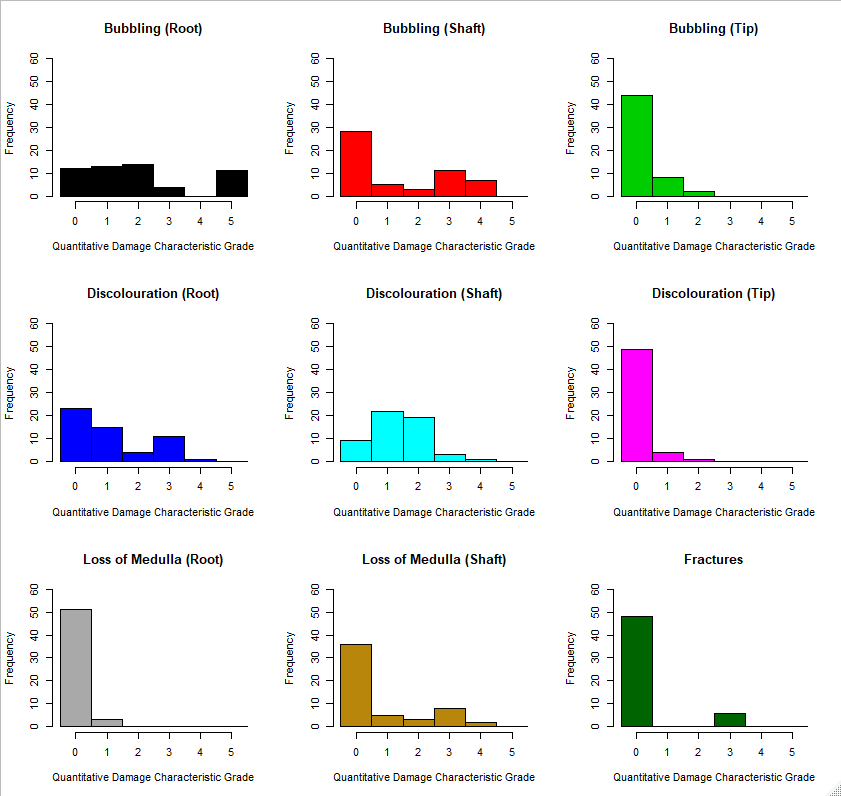 Bubbling (Root)
Frequency
0 10 20 30 40 50 60
0 1 2 3 4 5
Quantitative Damage Characteristic Grade
Bubbling (Shaft)
Frequency
0 10 20 30 40 50 60
0 1 2 3 4 5
Quantitative Damage Characteristic Grade
Bubbling (Tip)
Frequency
0 10 20 30 40 50 60
0 1 2 3 4 5
Quantitative Damage Characteristic Grade
Discolouration (Root)
Frequency
0 10 20 30 40 50 60
0 1 2 3 4 5
Quantitative Damage Characteristic Grade
Discolouration (Shaft)
Frequency
0 10 20 30 40 50 60
0 1 2 3 4 5
Quantitative Damage Characteristic Grade
Discolouration (Tip)
Frequency
0 10 20 30 40 50 60
0 1 2 3 4 5
Quantitative Damage Characteristic Grade
Loss of Medulla (Root)
Frequency
0 10 20 30 40 50 60
0 1 2 3 4 5
Quantitative Damage Characteristic Grade
Loss of Medulla (Shaft)
Frequency
0 10 20 30 40 50 60
0 1 2 3 4 5
Quantitative Damage Characteristic Grade
Fractures
Frequency
0 10 20 30 40 50 60
0 1 2 3 4 5
Quantitative Damage Characteristic Grade